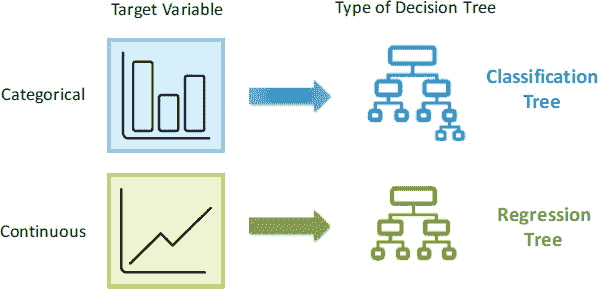 Target Variable
Type of Decision Tree
Categorical
Classification
Tree
Continuous
Regression
Tree